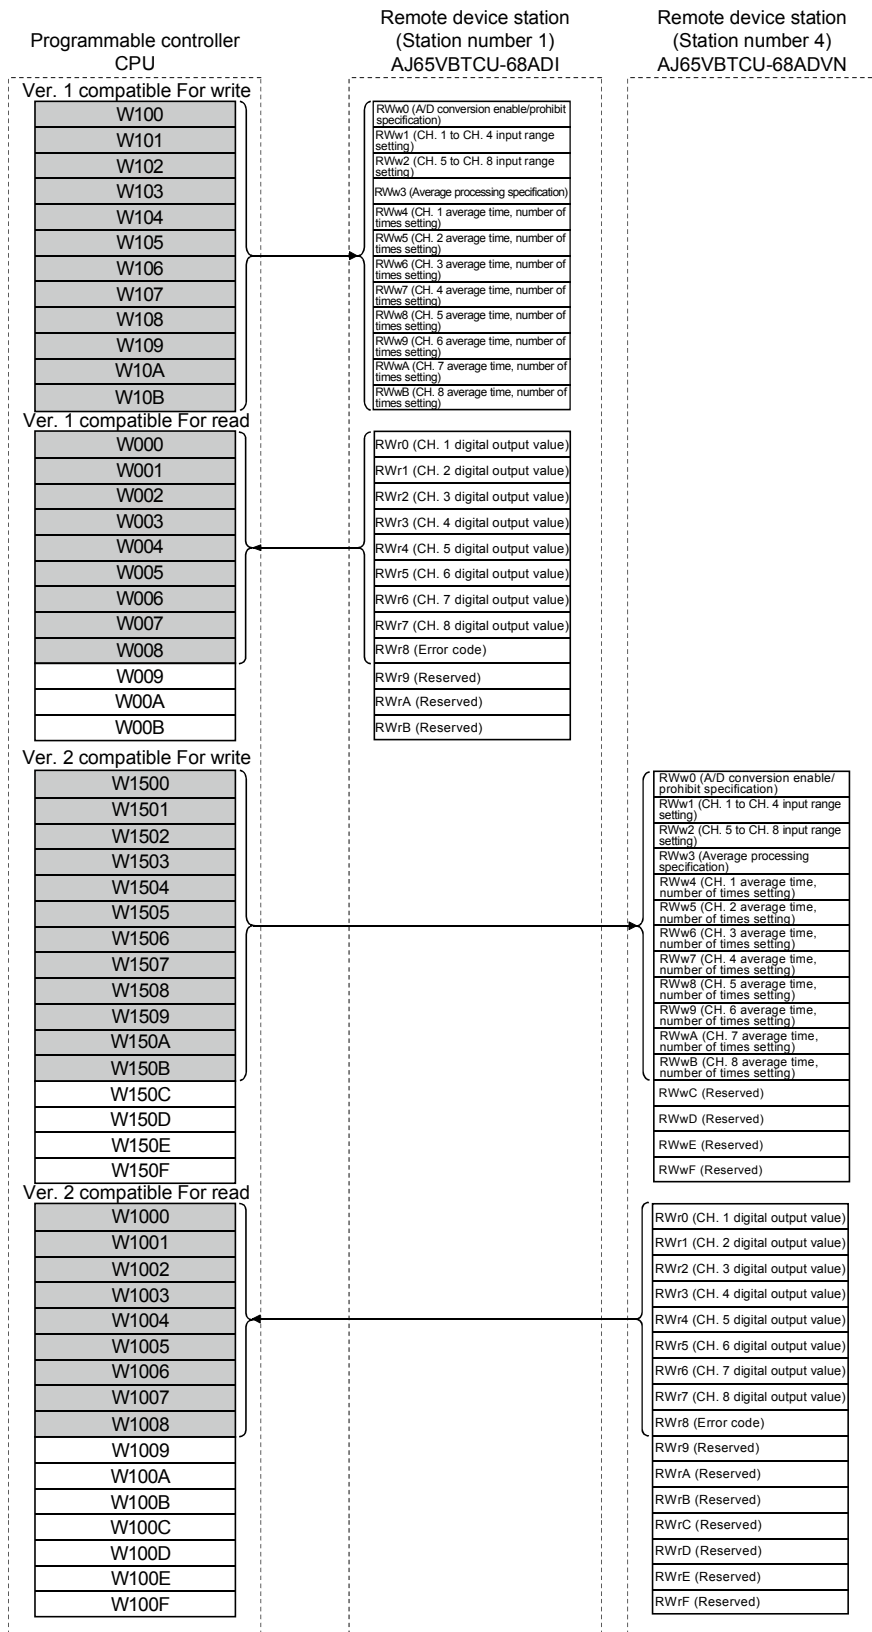 Programmable controller
CPU
Remote device station
(Station number 1)
AJ65VBTCU-68ADI
Remote device station
(Station number 4)
AJ65VBTCU-68ADVN
Ver. 1 compatible For write
W100
W101
W102
W103
W104
W105
W106
W107
W108
W109
W10A
W10B
RWw0 (A/D conversion enable/prohibit
specification)
RWw1 (CH. 1 to CH. 4 input range
setting)
RWw2 (CH. 5 to CH. 8 input range
setting)
RWw3 (Average processing specification)
RWw4 (CH. 1 average time, number of
times setting)
RWw5 (CH. 2 average time, number of
times setting)
RWw6 (CH. 3 average time, number of
times setting)
RWw7 (CH. 4 average time, number of
times setting)
RWw8 (CH. 5 average time, number of
times setting)
RWw9 (CH. 6 average time, number of
times setting)
RWwA (CH. 7 average time, number of
times setting)
RWwB (CH. 8 average time, number of
times setting)
Ver. 1 compatible For read
W000
W001
W002
W003
W004
W005
W006
W007
W008
W009
W00A
W00B
RWr0 (CH. 1 digital output value)
RWr1 (CH. 2 digital output value)
RWr2 (CH. 3 digital output value)
RWr3 (CH. 4 digital output value)
RWr4 (CH. 5 digital output value)
RWr5 (CH. 6 digital output value)
RWr6 (CH. 7 digital output value)
RWr7 (CH. 8 digital output value)
RWr8 (Error code)
RWr9 (Reserved)
RWrA (Reserved)
RWrB (Reserved)
Ver. 2 compatible For write
W1500
W1501
W1502
W1503
W1504
W1505
W1506
W1507
W1508
W1509
W150A
W150B
W150C
W150D
W150E
W150F
RWw0 (A/D conversion enable/
prohibit specification)
RWw1 (CH. 1 to CH. 4 input range
setting)
RWw2 (CH. 5 to CH. 8 input range
setting)
RWw3 (Average processing
specification)
RWw4 (CH. 1 average time,
number of times setting)
RWw5 (CH. 2 average time,
number of times setting)
RWw6 (CH. 3 average time,
number of times setting)
RWw7 (CH. 4 average time,
number of times setting)
RWw8 (CH. 5 average time,
number of times setting)
RWw9 (CH. 6 average time,
number of times setting)
RWwA (CH. 7 average time,
number of times setting)
RWwB (CH. 8 average time,
number of times setting)
RWwC (Reserved)
RWwD (Reserved)
RWwE (Reserved)
RWwF (Reserved)
Ver. 2 compatible For read
W1000
W1001
W1002
W1003
W1004
W1005
W1006
W1007
W1008
W1009
W100A
W100B
W100C
W100D
W100E
W100F
RWr0 (CH. 1 digital output value)
RWr1 (CH. 2 digital output value)
RWr2 (CH. 3 digital output value)
RWr3 (CH. 4 digital output value)
RWr4 (CH. 5 digital output value)
RWr5 (CH. 6 digital output value)
RWr6 (CH. 7 digital output value)
RWr7 (CH. 8 digital output value)
RWr8 (Error code)
RWr9 (Reserved)
RWrA (Reserved)
RWrB (Reserved)
RWrC (Reserved)
RWrD (Reserved)
RWrE (Reserved)
RWrF (Reserved)